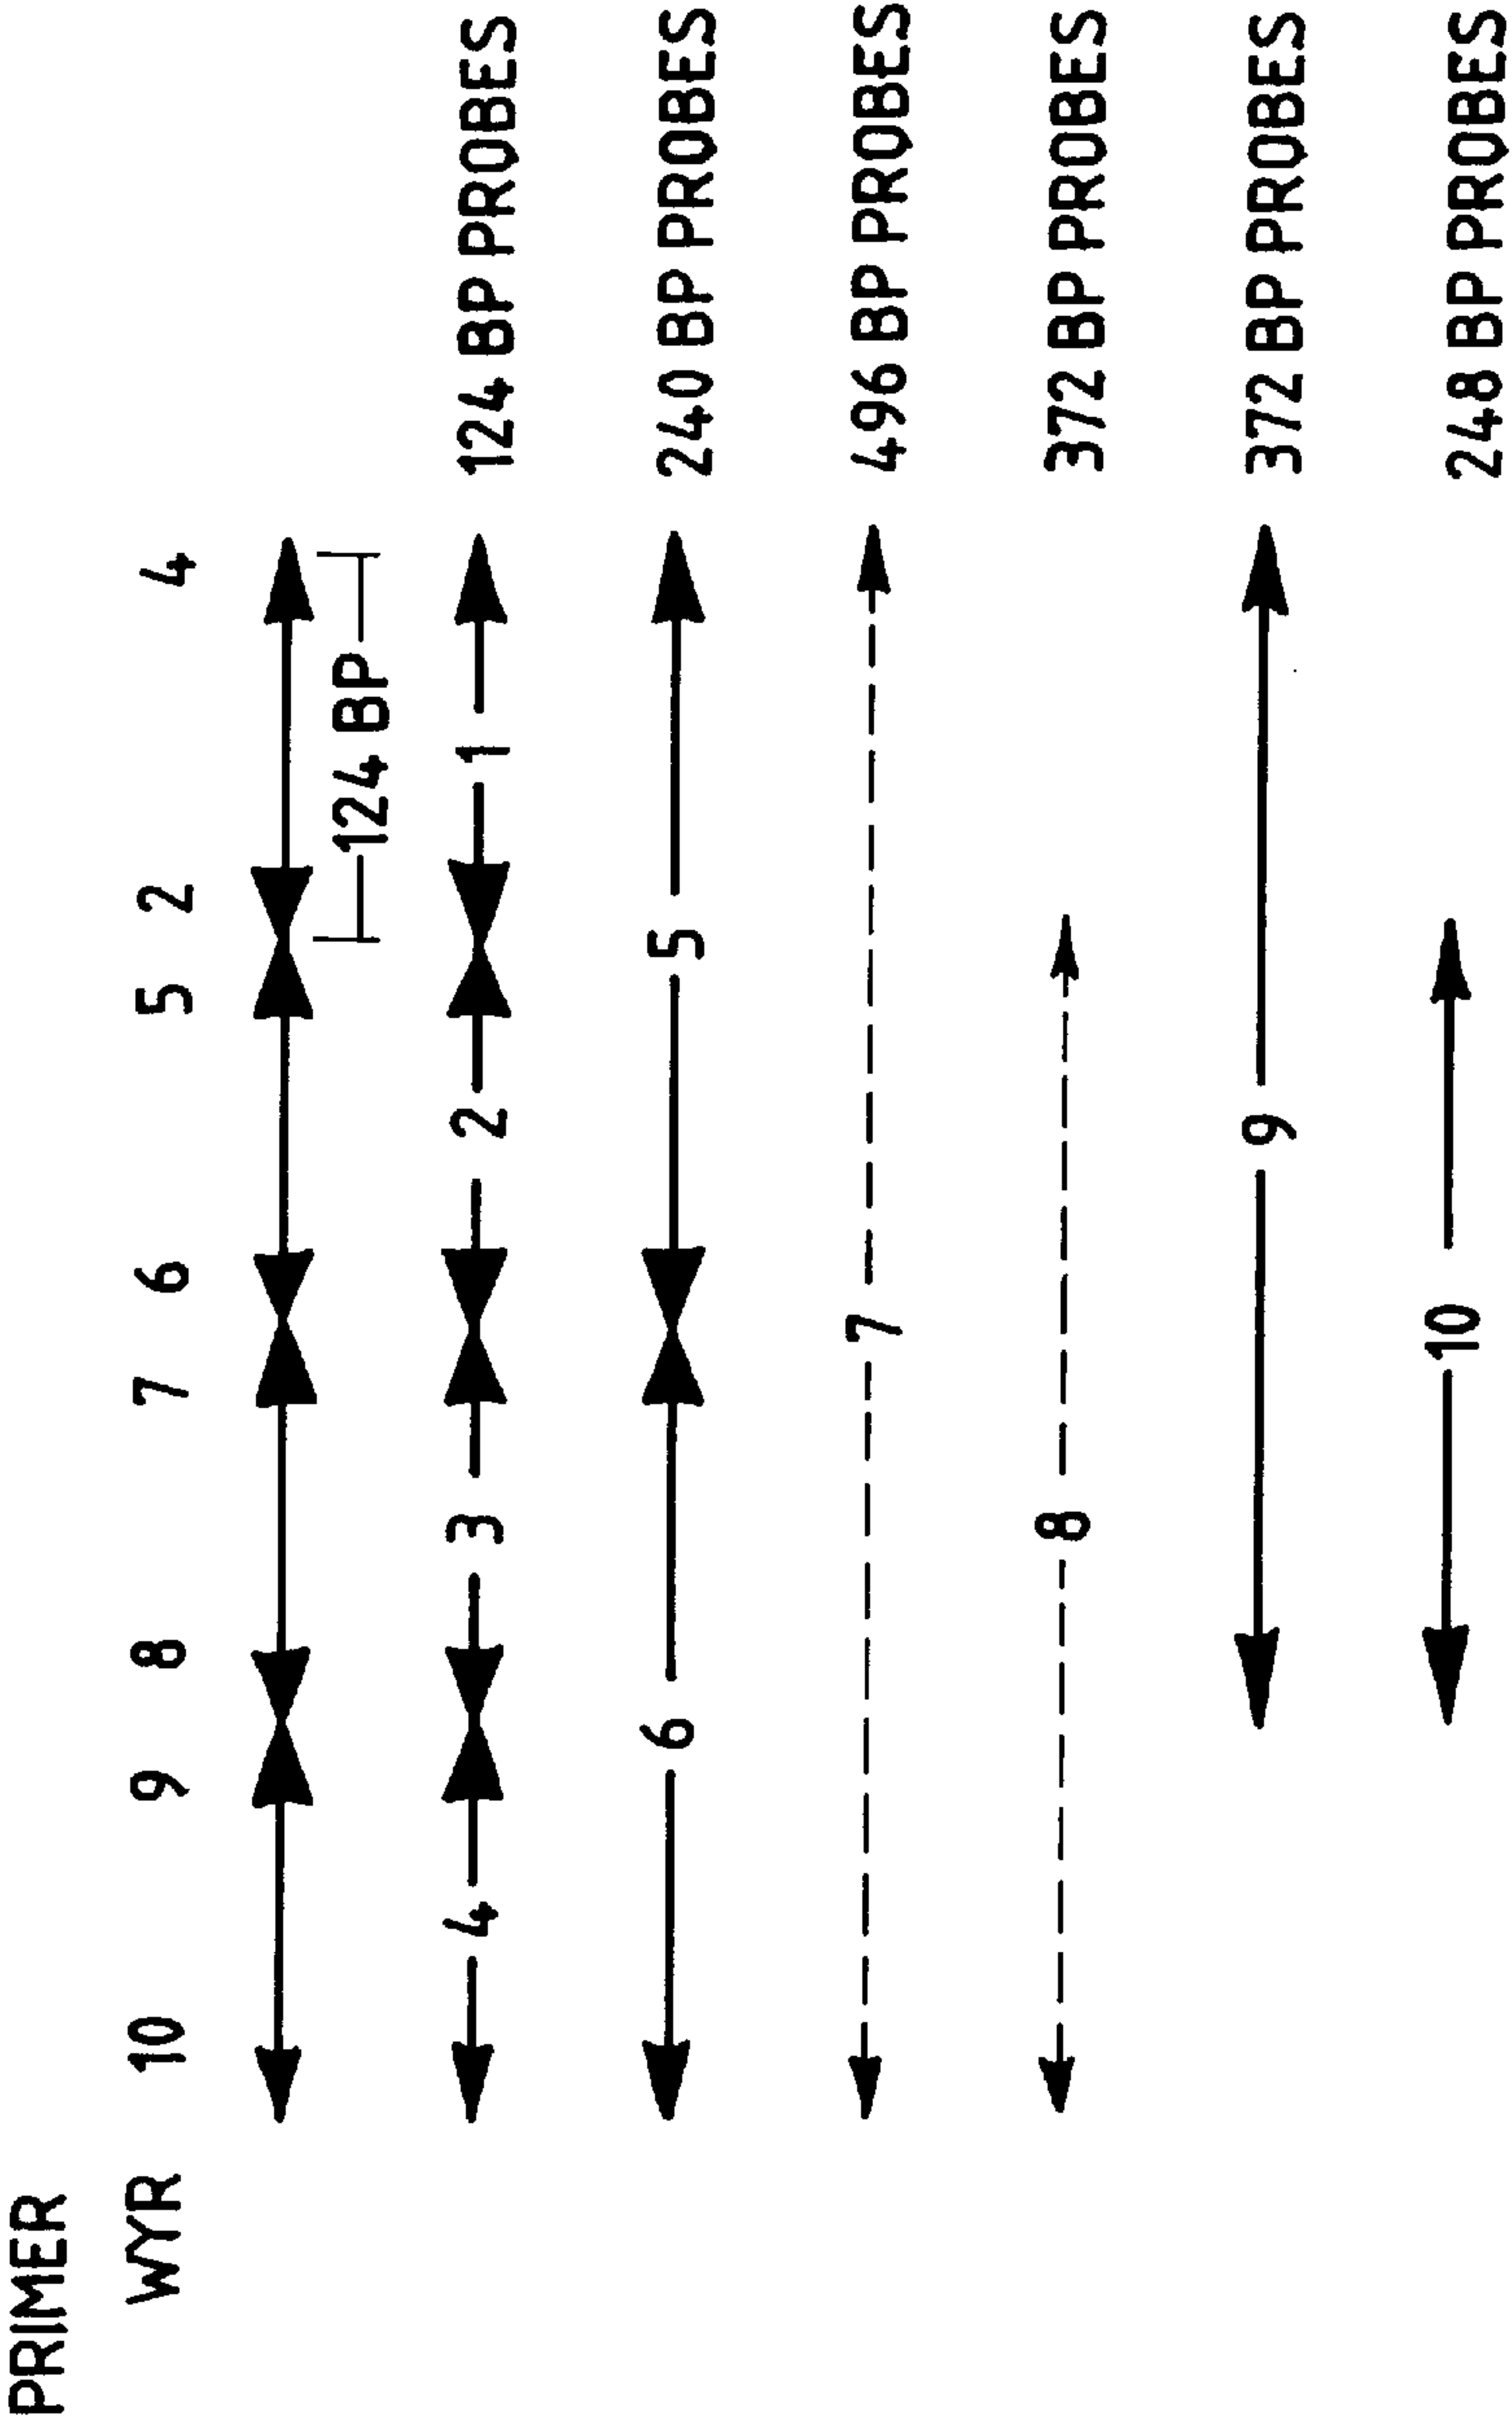 PRIMER
WYR 10 9 8 7 6 5 2 4
124 BP
4 3 2 1 124 BP PROBES
6 5 240 BP PROBES
7 496 BP PROBES
8 372 BP PROBES
9 372 BP PROBES
10 248 BP PROBES